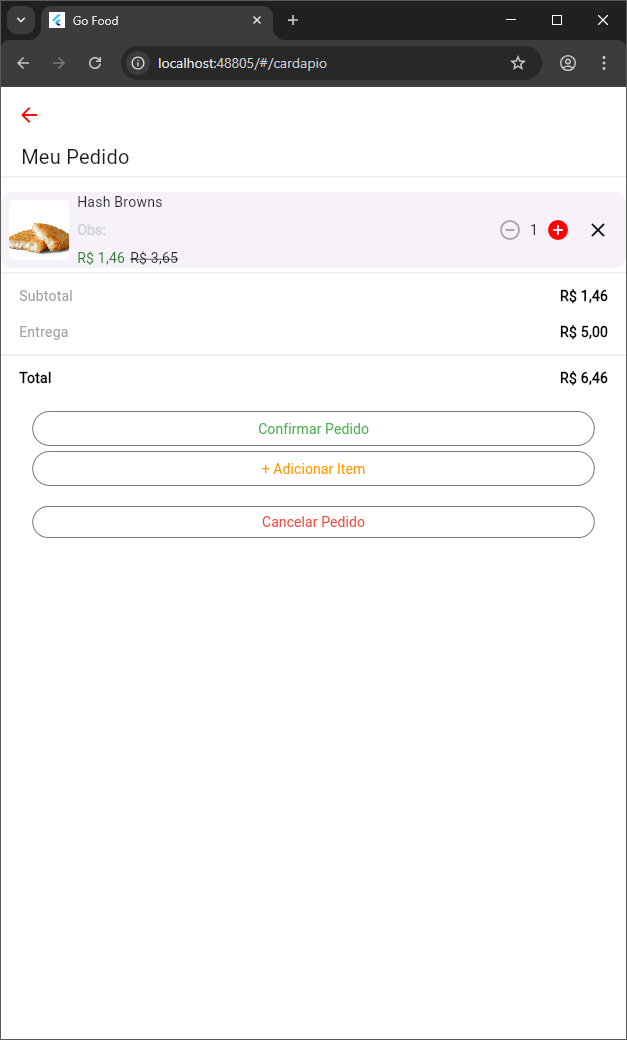 Go Food
localhost:48805/#/cardapio
Meu Pedido
Hash Browns
Obs:
1
R$ 1,46 R$ 3,65
Subtotal R$ 1,46
Entrega R$ 5,00
Total R$ 6,46
Confirmar Pedido
+ Adicionar Item
Cancelar Pedido